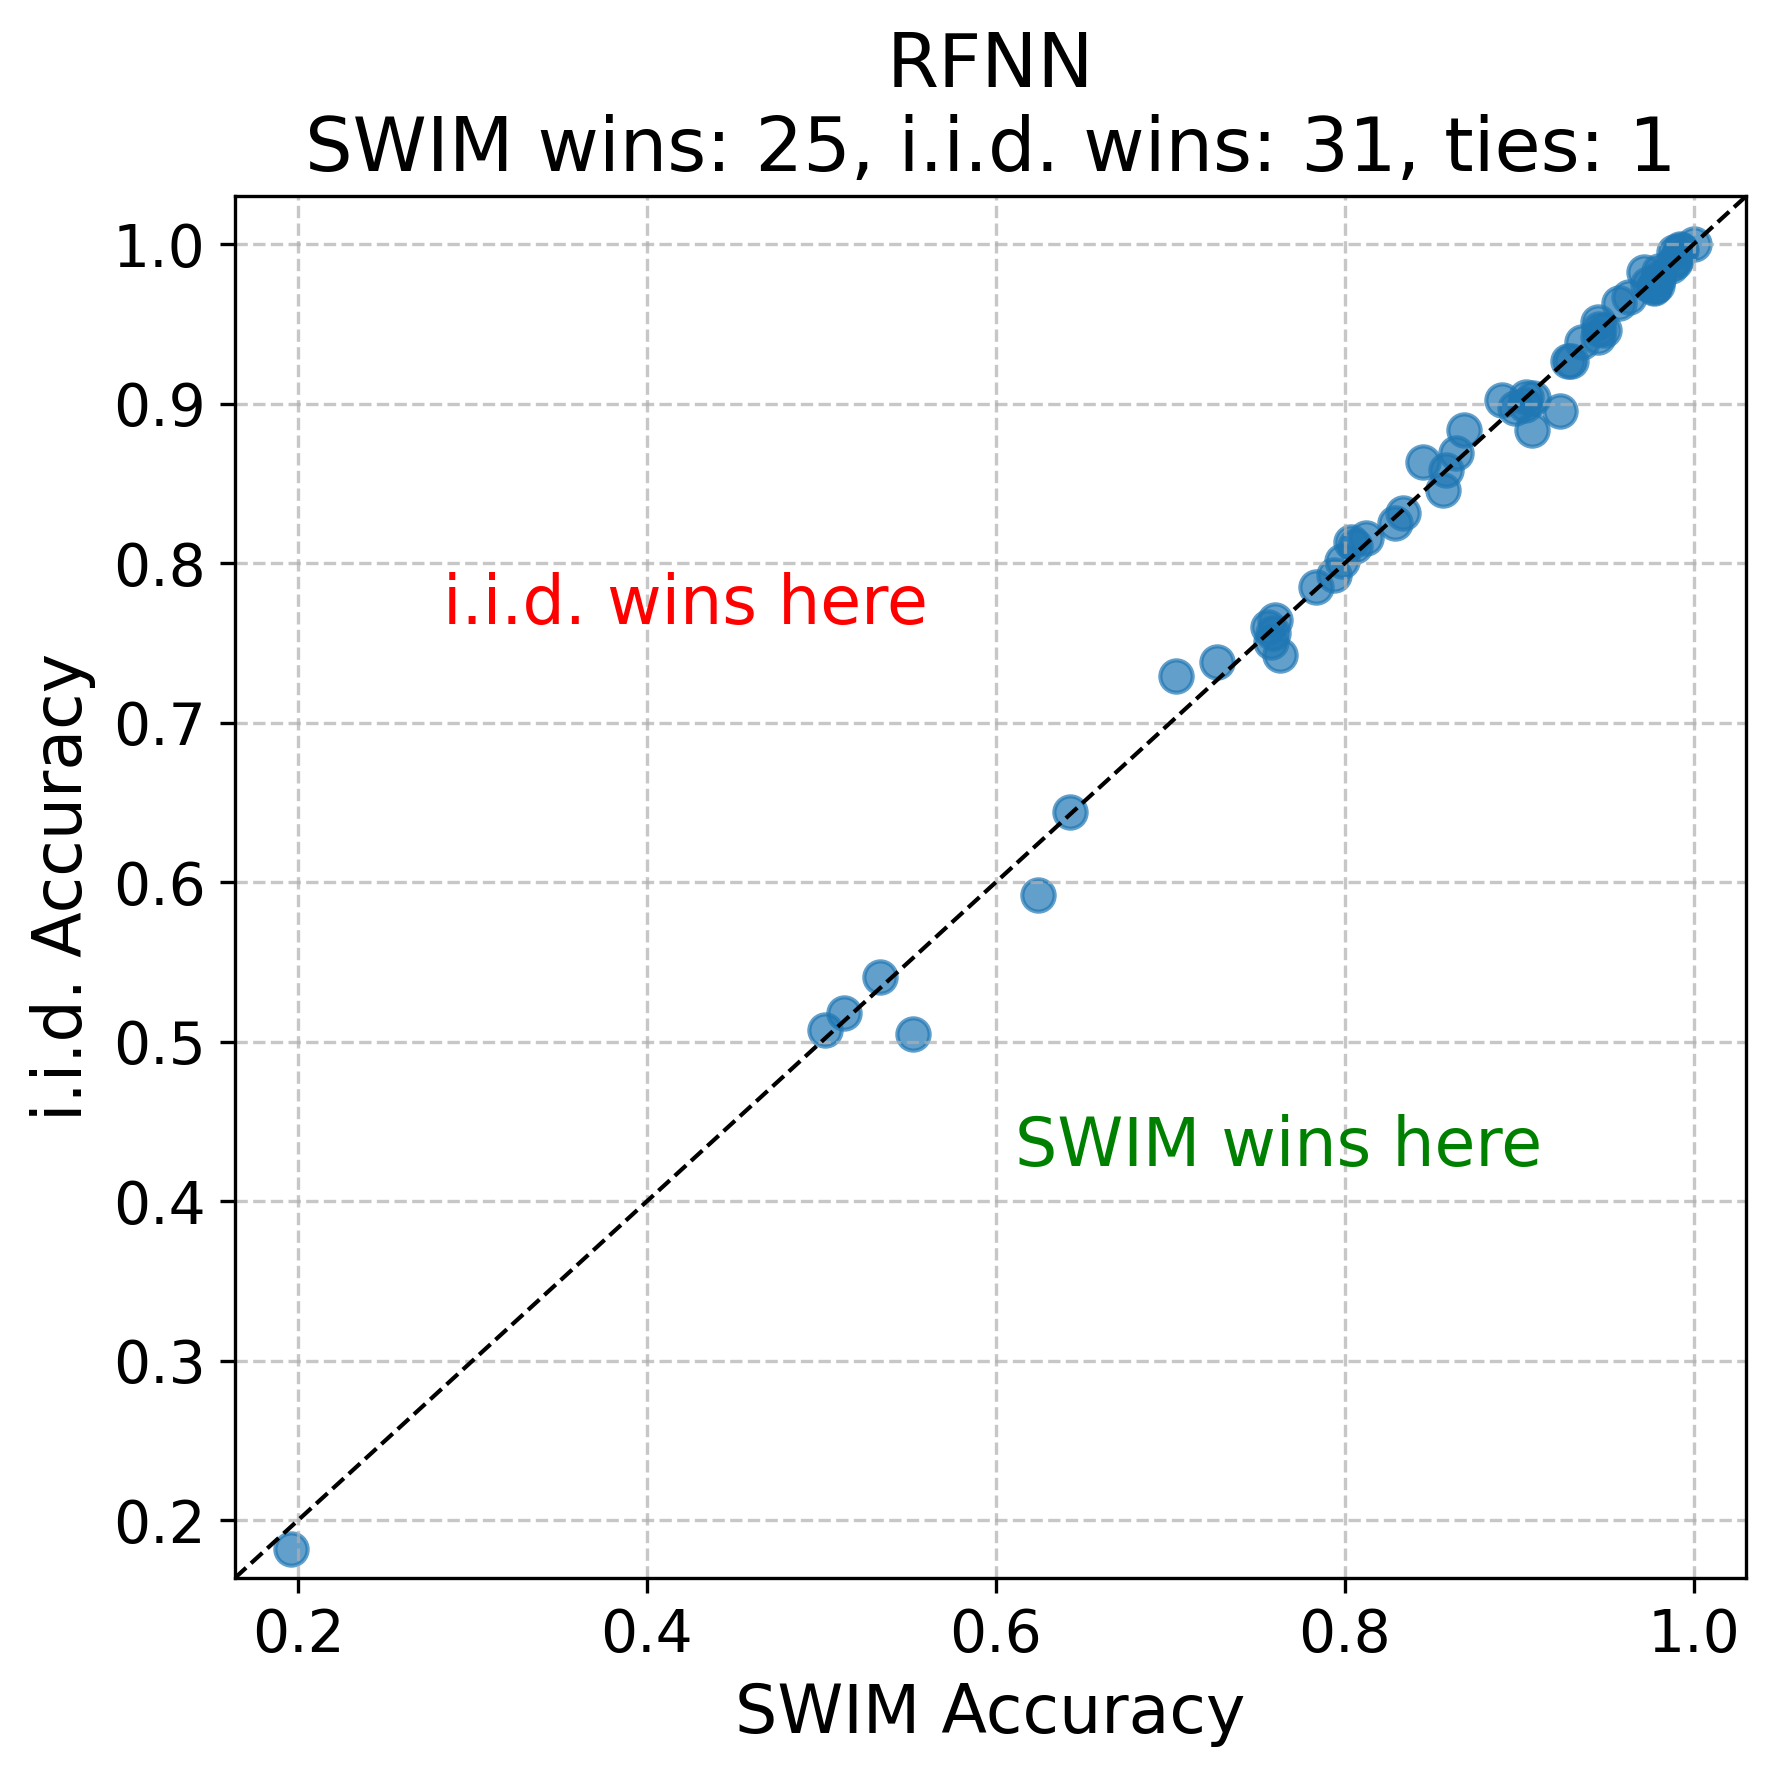 RFNN
SWIM wins: 25, i.i.d. wins: 31, ties: 1
1.0
0.9
0.8
0.7
0.6
0.5
0.4
0.3
0.2
i.i.d. Accuracy
i.i.d. wins here
SWIM wins here
0.2 0.4 0.6 0.8 1.0
SWIM Accuracy